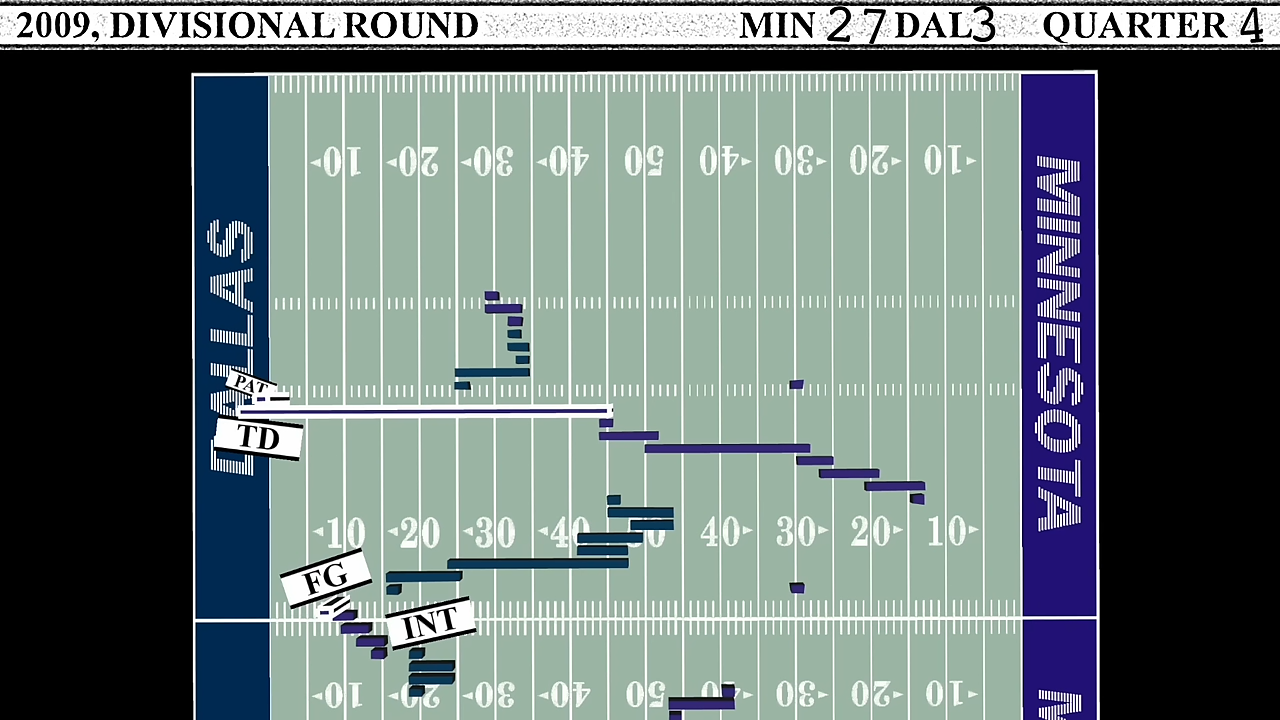 2009, DIVISIONAL ROUND MIN 27 DAL 3 QUARTER 4
10 20 30 40 50 40 30 20 10
DALLAS
MINNESOTA
PAT
TD
10 20 30 40 50 40 30 20 10
FG
INT
10 20 30 40 50 40 30 20 10